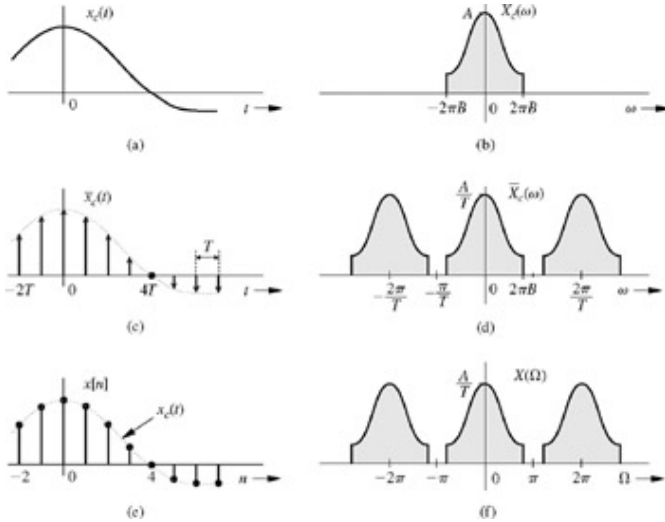 x_c(t)
0
t
(a)
A
X_c(ω)
−2πB 0 2πB ω
(b)
x̅_c(t)
T
−2T 0 4T t
(c)
A/T
X̅_c(ω)
−2π/T −π/T 0 2πB 2π/T ω
(d)
x[n]
x_c(t)
−2 0 4 n
(e)
A/T
X(Ω)
−2π −π 0 π 2π Ω
(f)